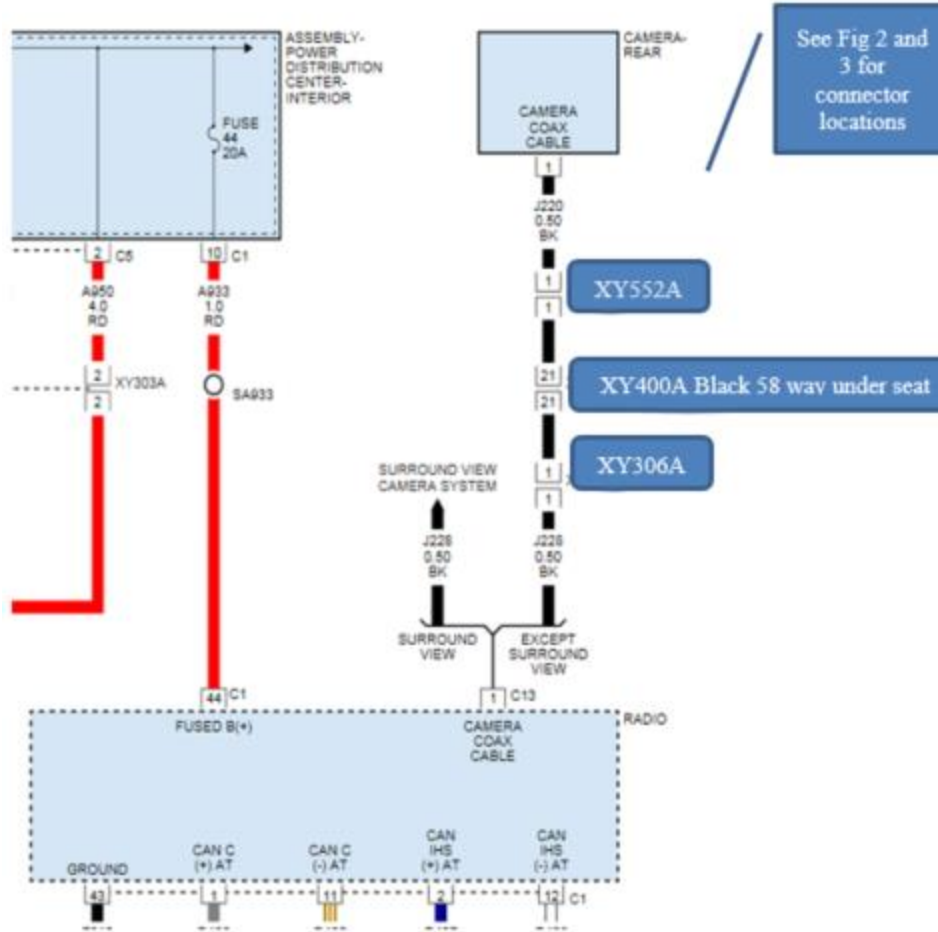 ASSEMBLY-
POWER
DISTRIBUTION
CENTER-
INTERIOR
FUSE
44
20A
2 C5
10 C1
A950
4.0
RD
A933
1.0
RD
2
XY303A
2
SA933
CAMERA-
REAR
CAMERA
COAX
CABLE
1
J220
0.50
BK
1
1
XY552A
21
21
XY400A Black 58 way under seat
1
1
XY306A
See Fig 2 and
3 for
connector
locations
SURROUND VIEW
CAMERA SYSTEM
J228
0.50
BK
J228
0.50
BK
SURROUND
VIEW
EXCEPT
SURROUND
VIEW
44 C1
1 C13
RADIO
FUSED B(+)
CAMERA
COAX
CABLE
GROUND
CAN C
(+) AT
CAN C
(-) AT
CAN
IHS
(+) AT
CAN
IHS
(-) AT
43
1
11
2
12 C1